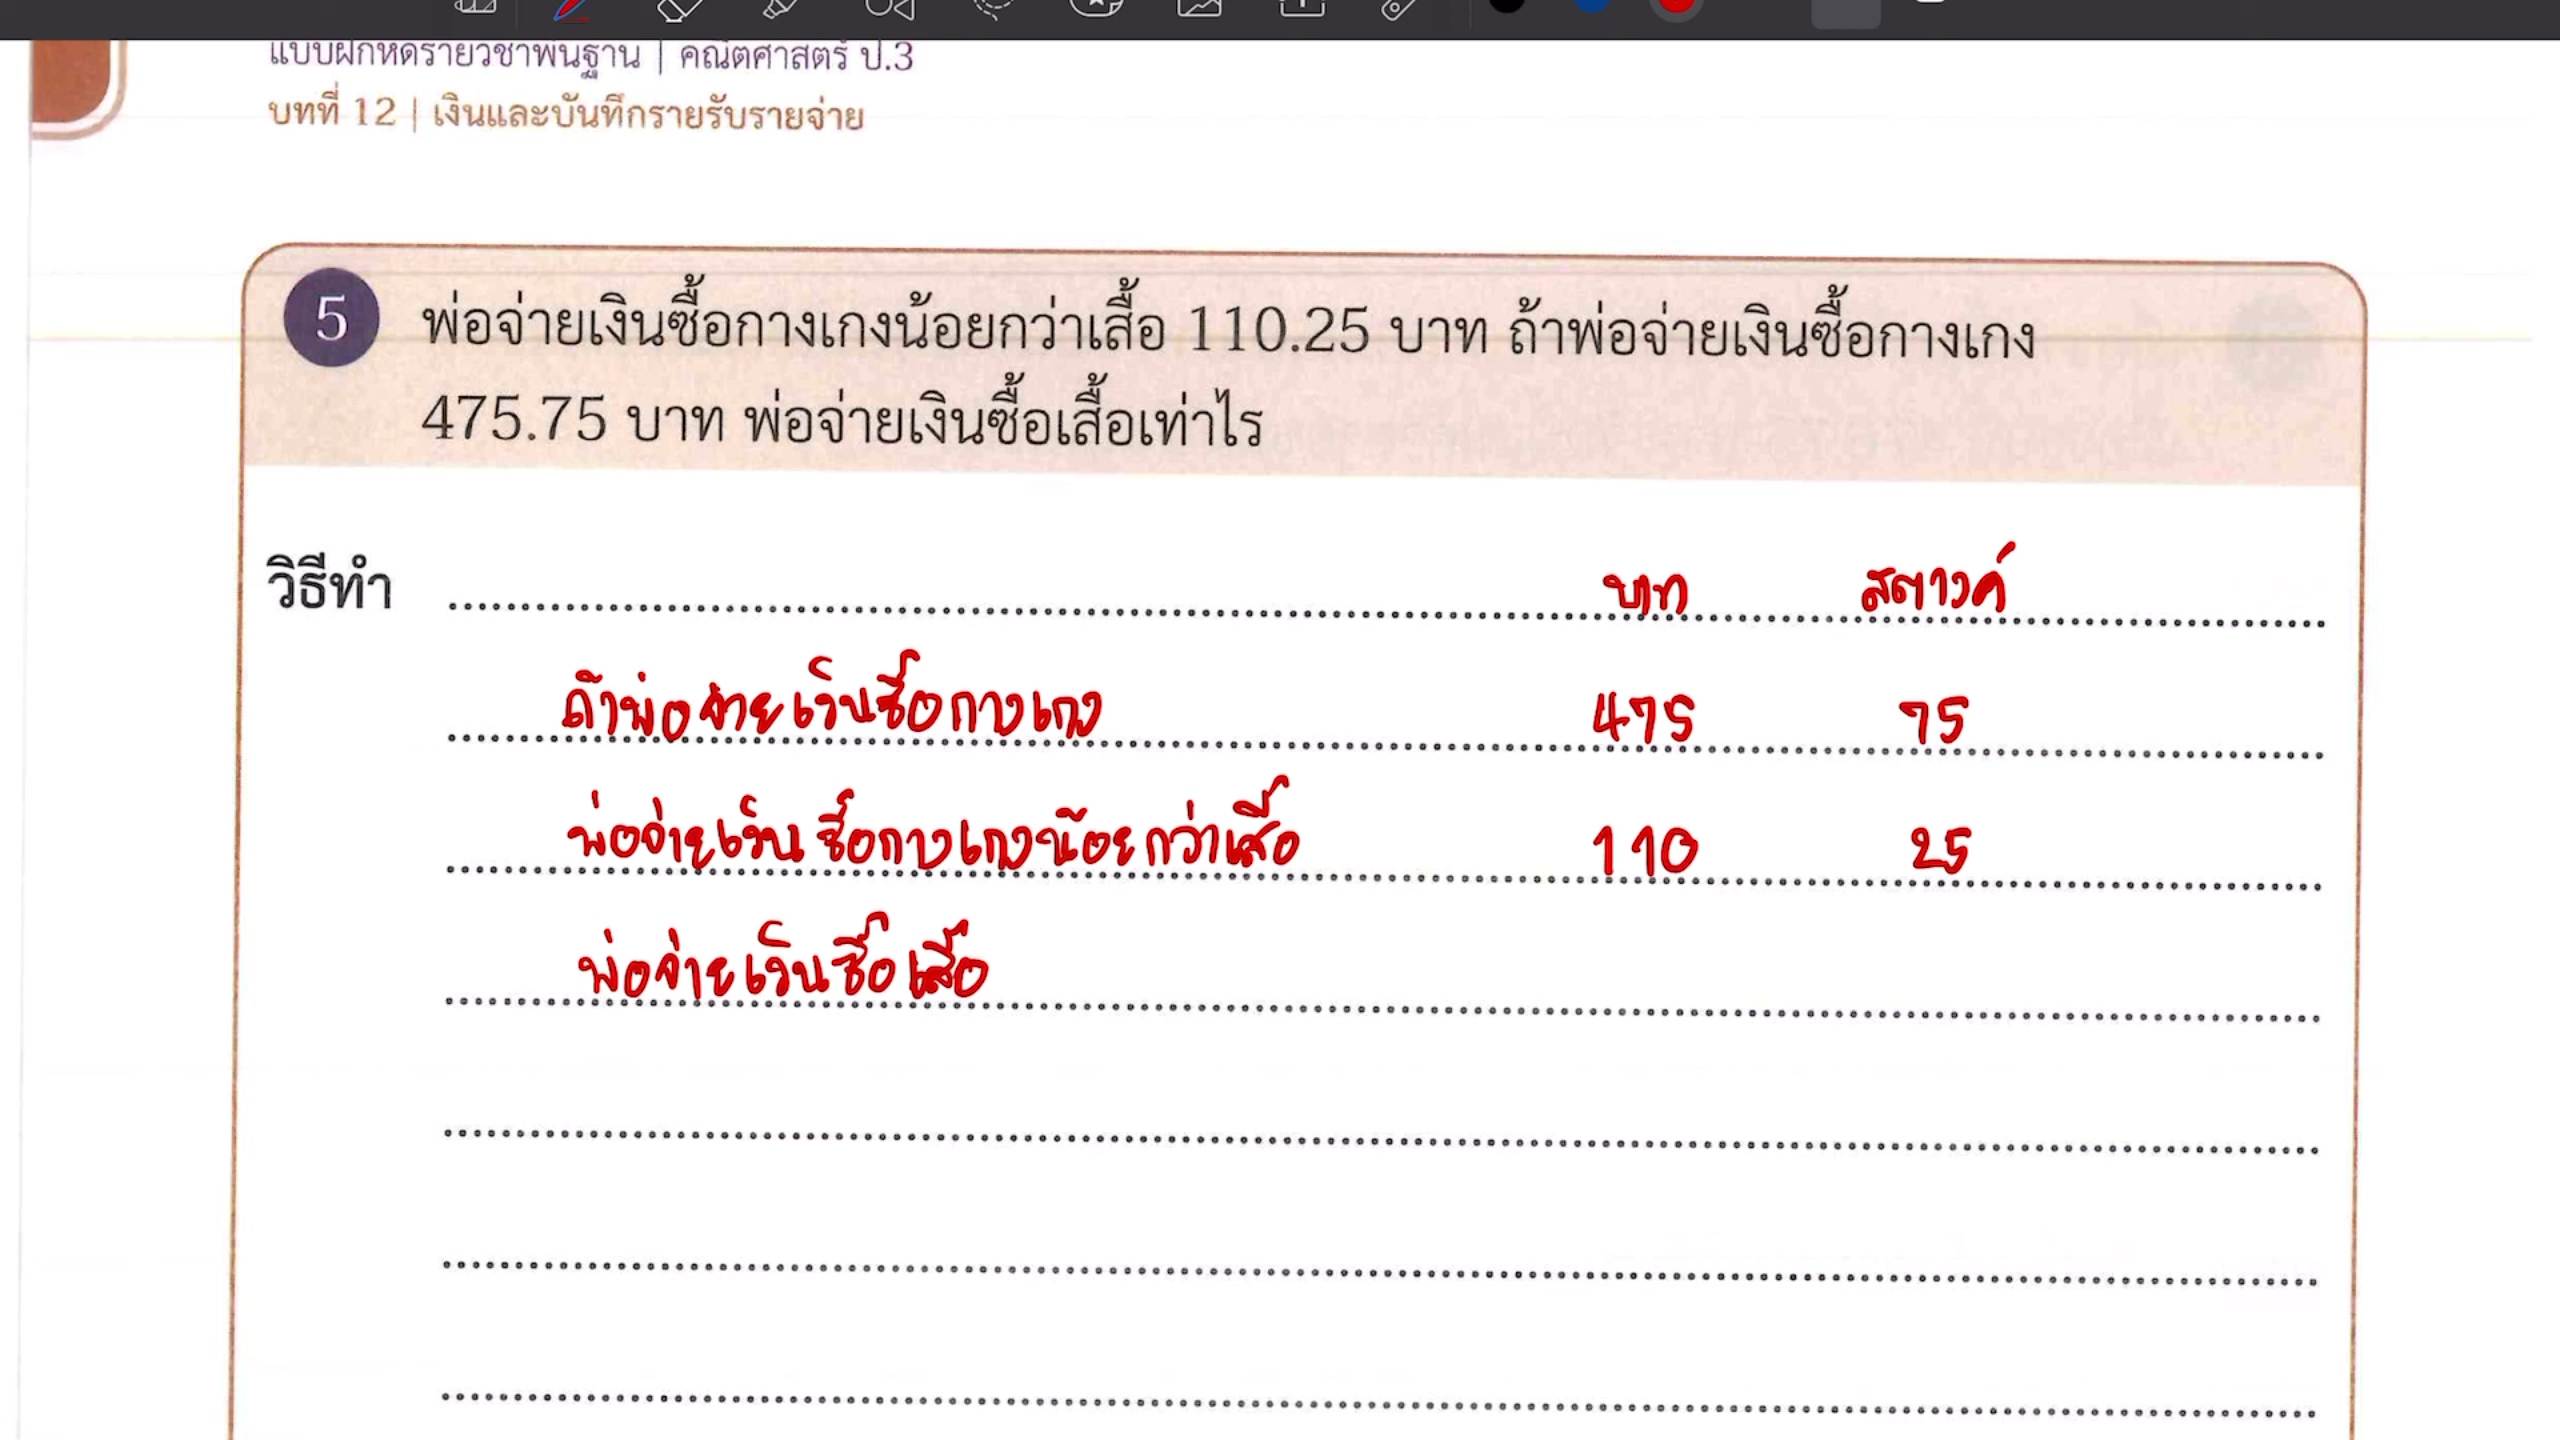 แบบฝึกหัดรายวิชาพื้นฐาน | คณิตศาสตร์ ป.3
บทที่ 12 | เงินและบันทึกรายรับรายจ่าย
5 พ่อจ่ายเงินซื้อกางเกงน้อยกว่าเสื้อ 110.25 บาท ถ้าพ่อจ่ายเงินซื้อกางเกง
475.75 บาท พ่อจ่ายเงินซื้อเสื้อเท่าไร
วิธีทำ บาท สตางค์
ถ้าพ่อจ่ายเงินซื้อกางเกง 475 75
พ่อจ่ายเงินซื้อกางเกงน้อยกว่าเสื้อ 110 25
พ่อจ่ายเงินซื้อเสื้อ